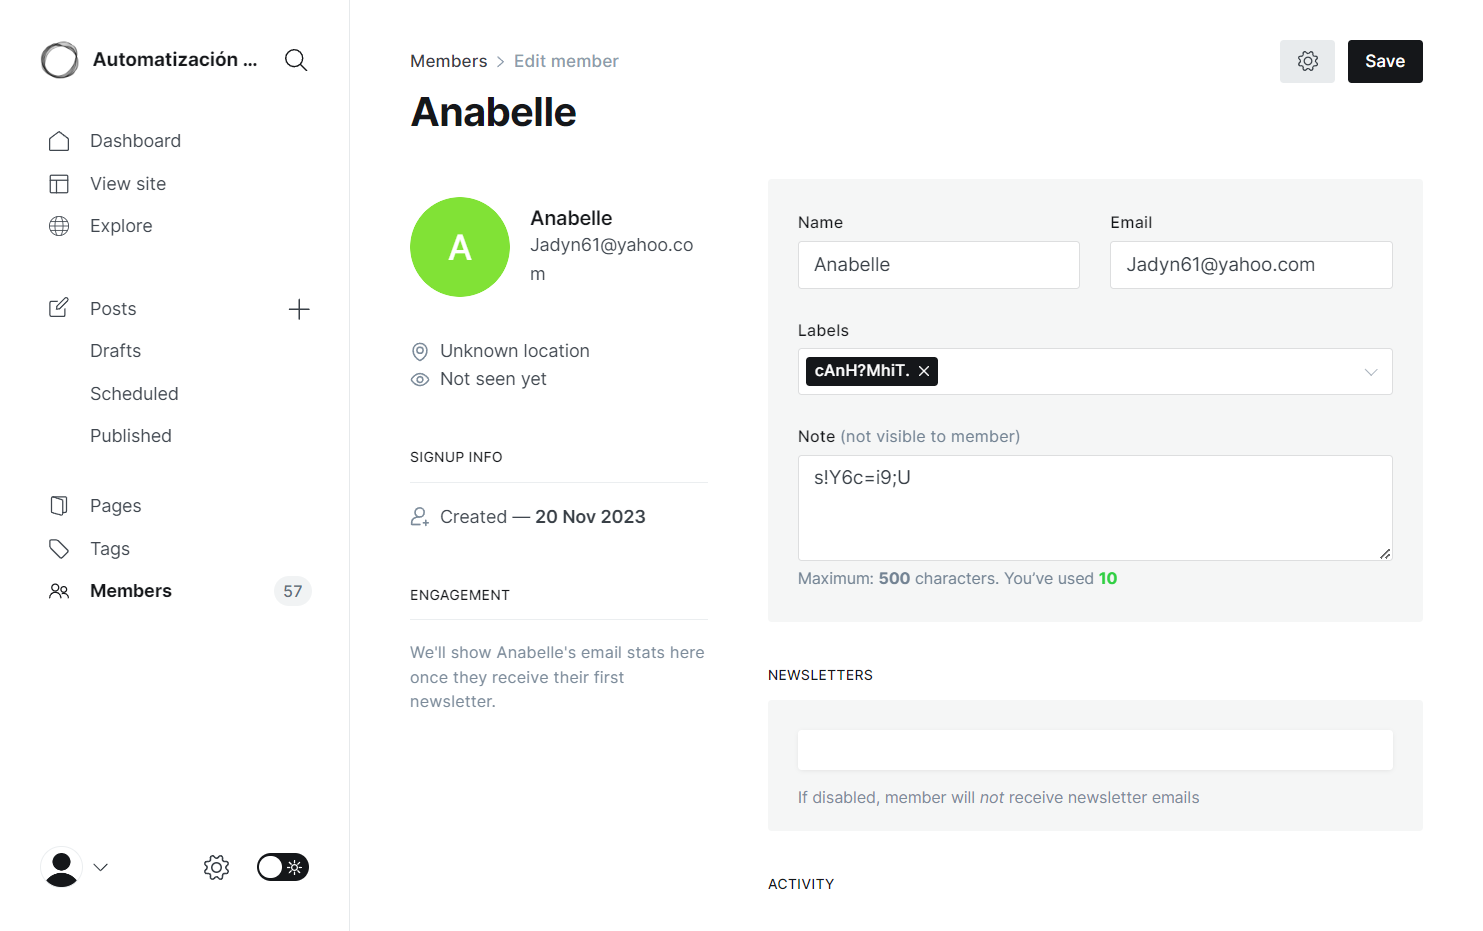 Automatización ...
Dashboard
View site
Explore
Posts
Drafts
Scheduled
Published
Pages
Tags
Members
57
Members > Edit member
Save
Anabelle
A
Anabelle
Jadyn61@yahoo.co
m
Unknown location
Not seen yet
SIGNUP INFO
Created — 20 Nov 2023
ENGAGEMENT
We'll show Anabelle's email stats here
once they receive their first
newsletter.
Name
Anabelle
Email
Jadyn61@yahoo.com
Labels
cAnH?MhiT.
Note (not visible to member)
s!Y6c=i9;U
Maximum: 500 characters. You've used 10
NEWSLETTERS
If disabled, member will not receive newsletter emails
ACTIVITY